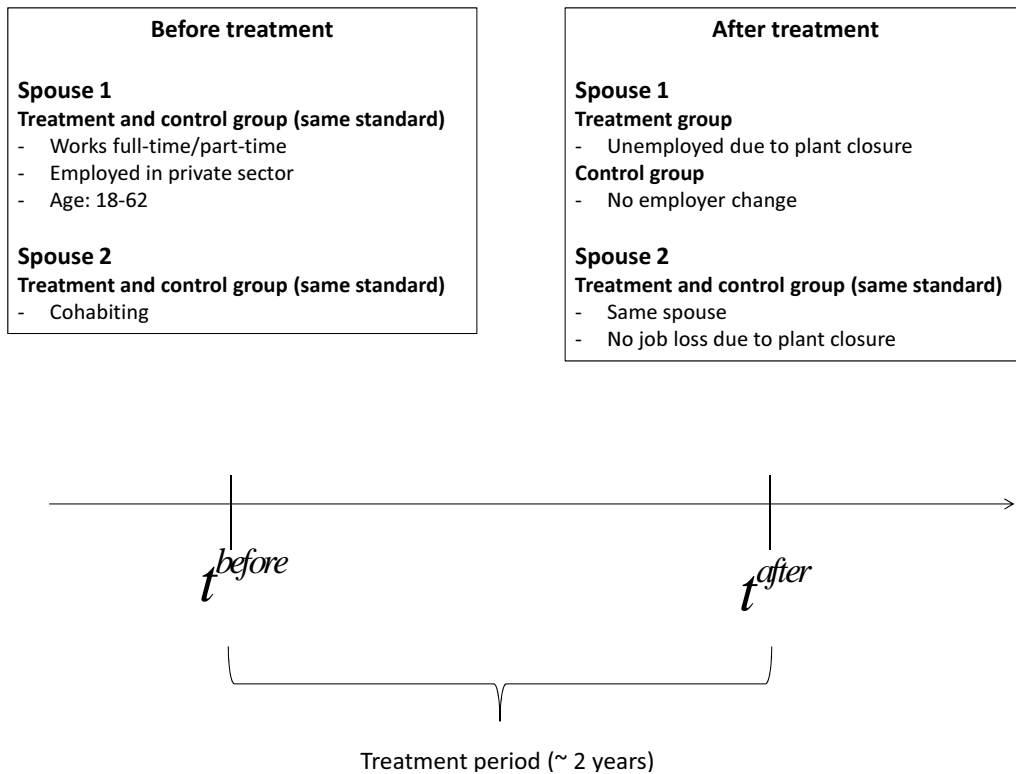 Before treatment
Spouse 1
Treatment and control group (same standard)
- Works full-time/part-time
- Employed in private sector
- Age: 18-62
Spouse 2
Treatment and control group (same standard)
- Cohabiting
After treatment
Spouse 1
Treatment group
- Unemployed due to plant closure
Control group
- No employer change
Spouse 2
Treatment and control group (same standard)
- Same spouse
- No job loss due to plant closure
t^before
t^after
Treatment period (~ 2 years)